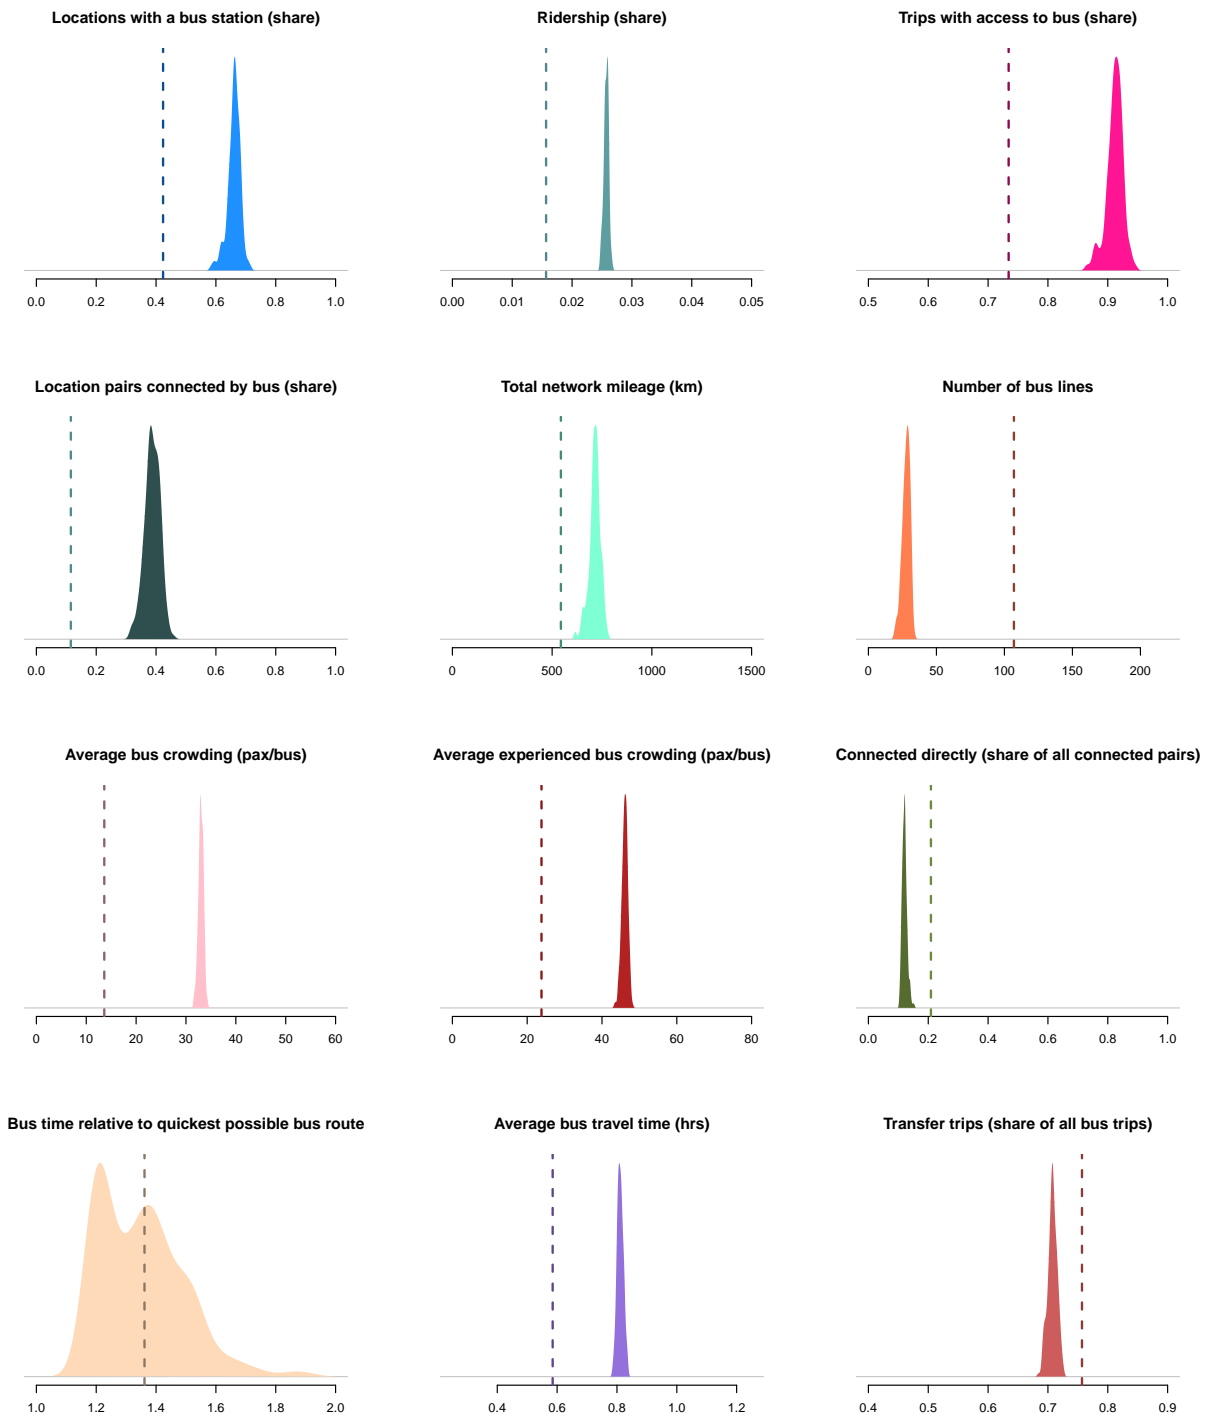 Locations with a bus station (share)
0.0 0.2 0.4 0.6 0.8 1.0
Ridership (share)
0.00 0.01 0.02 0.03 0.04 0.05
Trips with access to bus (share)
0.5 0.6 0.7 0.8 0.9 1.0
Location pairs connected by bus (share)
0.0 0.2 0.4 0.6 0.8 1.0
Total network mileage (km)
0 500 1000 1500
Number of bus lines
0 50 100 150 200
Average bus crowding (pax/bus)
0 10 20 30 40 50 60
Average experienced bus crowding (pax/bus)
0 20 40 60 80
Connected directly (share of all connected pairs)
0.0 0.2 0.4 0.6 0.8 1.0
Bus time relative to quickest possible bus route
1.0 1.2 1.4 1.6 1.8 2.0
Average bus travel time (hrs)
0.4 0.6 0.8 1.0 1.2
Transfer trips (share of all bus trips)
0.4 0.5 0.6 0.7 0.8 0.9